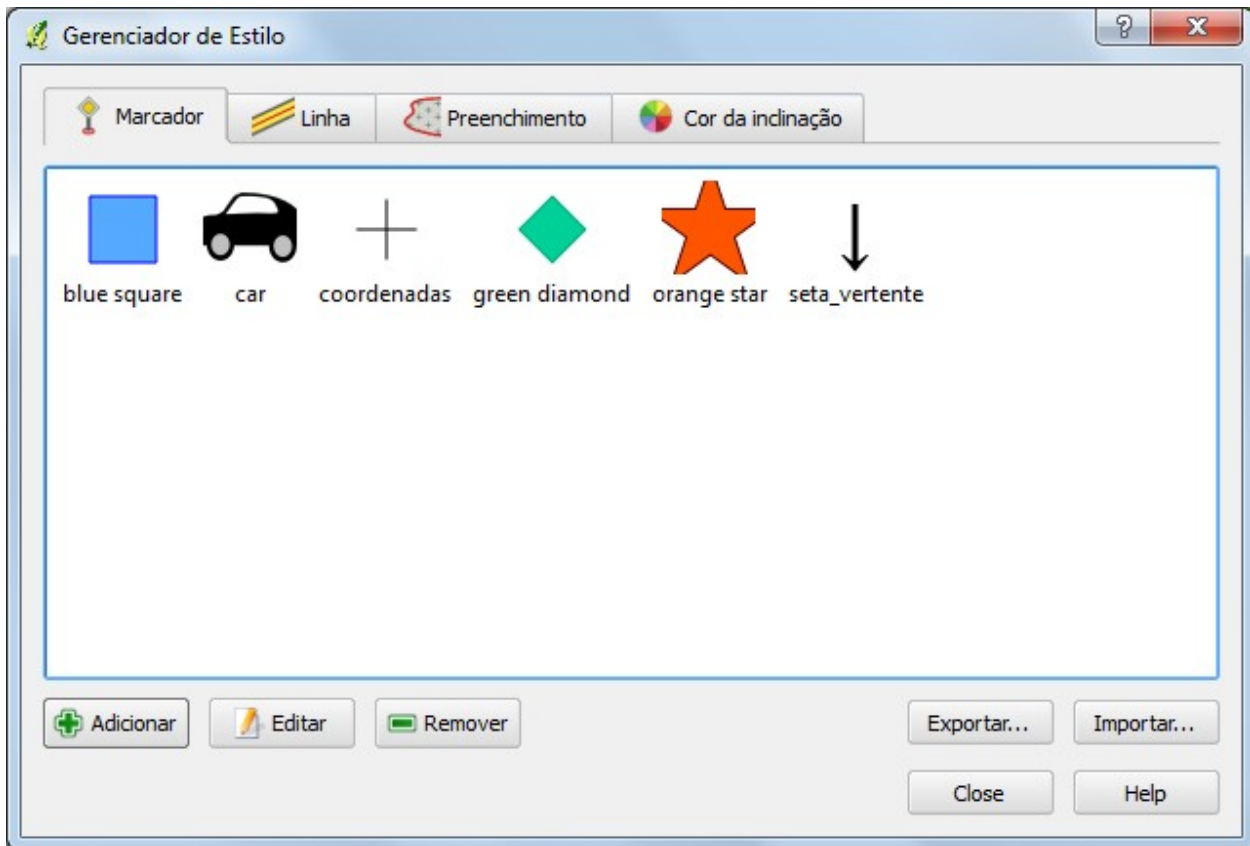 Gerenciador de Estilo
Marcador Linha Preenchimento Cor da inclinação
blue square car coordenadas green diamond orange star seta_vertente
Adicionar Editar Remover Exportar... Importar...
Close Help